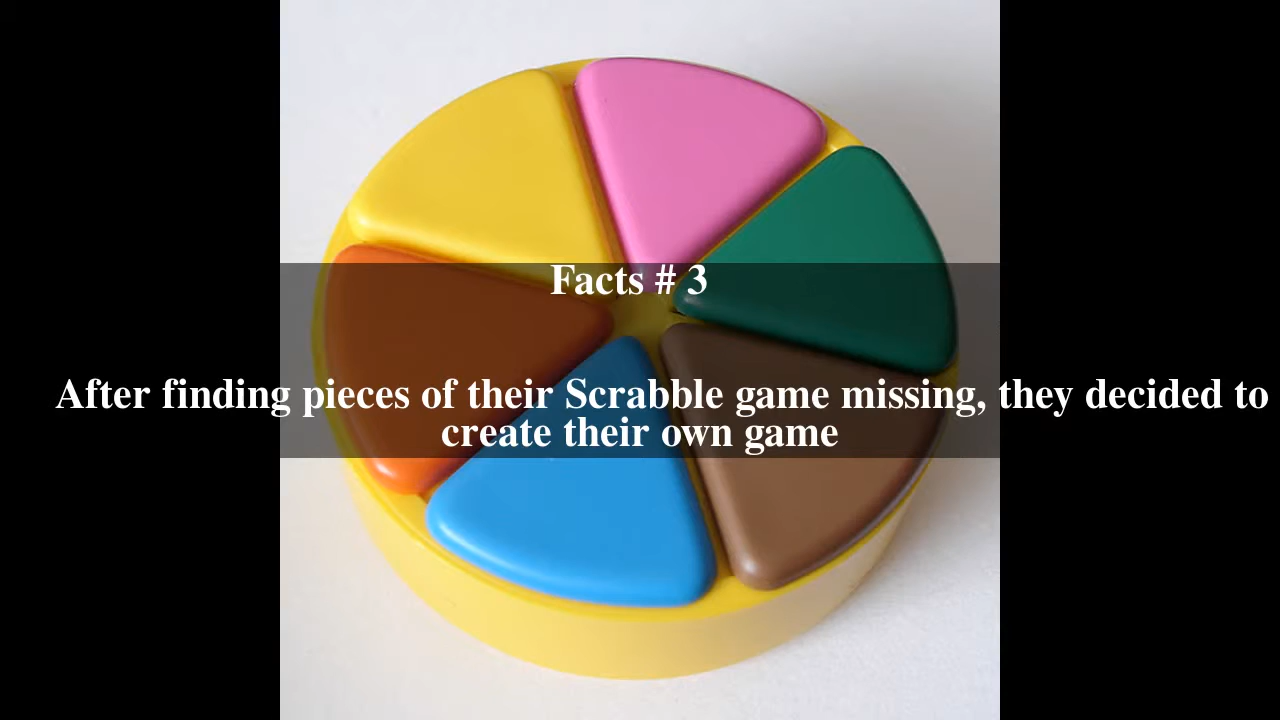 Facts # 3
After finding pieces of their Scrabble game missing, they decided to
create their own game